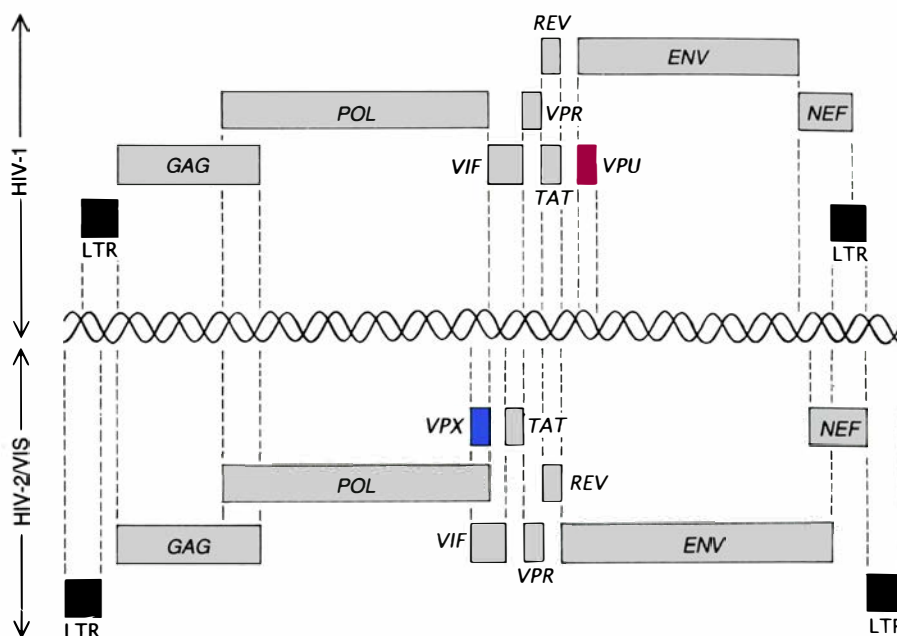 HIV-1
REV
ENV
POL
VPR
NEF
GAG
VIF
TAT
VPU
LTR
LTR
HIV-2/VIS
VPX
TAT
NEF
POL
REV
GAG
VIF
VPR
ENV
LTR
LTR